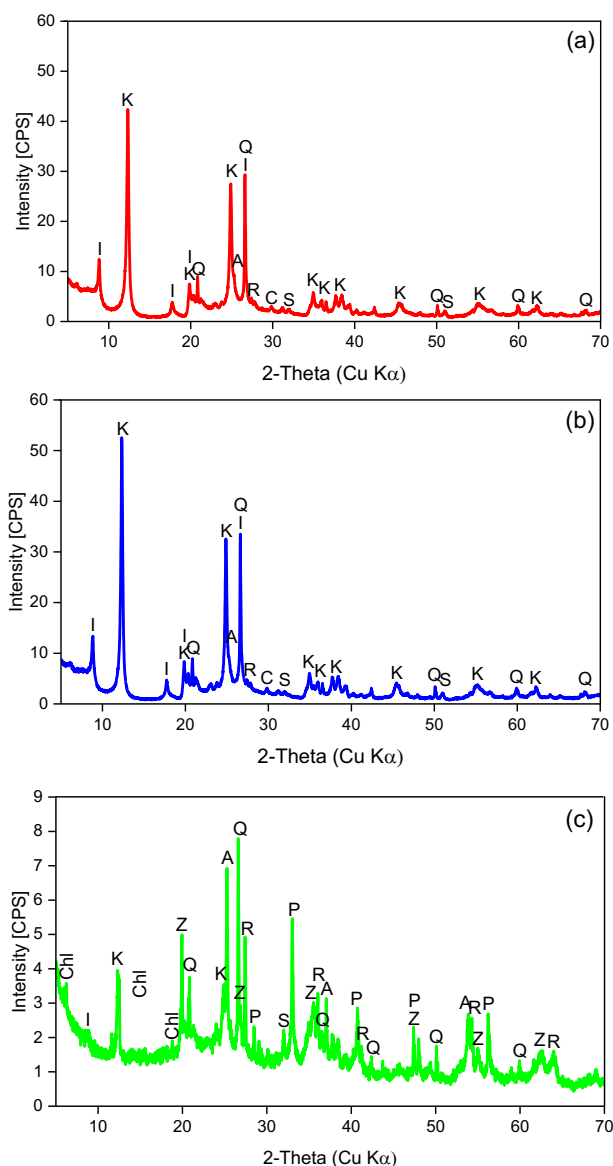 (a)
60
50
40
30
20
10
0
Intensity [CPS]
I
K
I
I
K
Q
K
A
Q
I
R
C
S
K
K
K
K
Q
S
K
Q
K
Q
10 20 30 40 50 60 70
2-Theta (Cu Kα)
(b)
60
50
40
30
20
10
0
Intensity [CPS]
I
K
I
I
K
Q
K
A
Q
I
R
C
S
K
K
K
K
Q
S
K
Q
K
Q
10 20 30 40 50 60 70
2-Theta (Cu Kα)
(c)
9
8
7
6
5
4
3
2
1
0
Intensity [CPS]
Chl
I
K
Chl
Chl
Z
Q
K
A
Q
Z
R
P
S
P
Z
R
Q
A
P
R
Q
P
Z
Q
A
R
Z
P
Q
Z
R
10 20 30 40 50 60 70
2-Theta (Cu Kα)